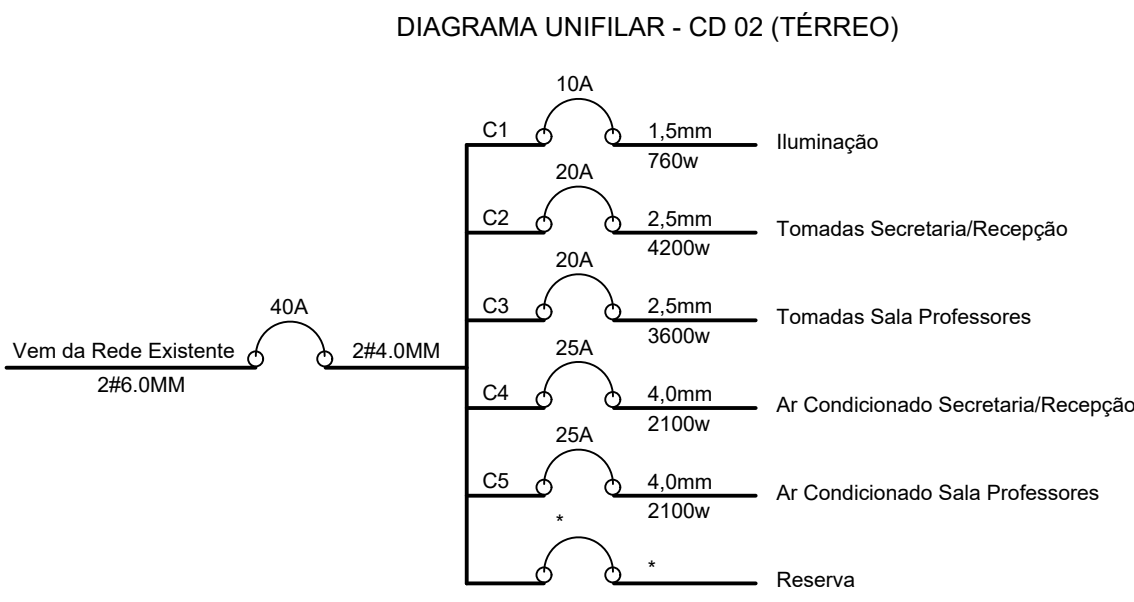 DIAGRAMA UNIFILAR - CD 02 (TÉRREO)
10A
C1
1,5mm
760w
Iluminação
20A
C2
2,5mm
4200w
Tomadas Secretaria/Recepção
20A
C3
2,5mm
3600w
Tomadas Sala Professores
40A
Vem da Rede Existente
2#6.0MM
2#4.0MM
25A
C4
4,0mm
2100w
Ar Condicionado Secretaria/Recepção
25A
C5
4,0mm
2100w
Ar Condicionado Sala Professores
*
*
Reserva